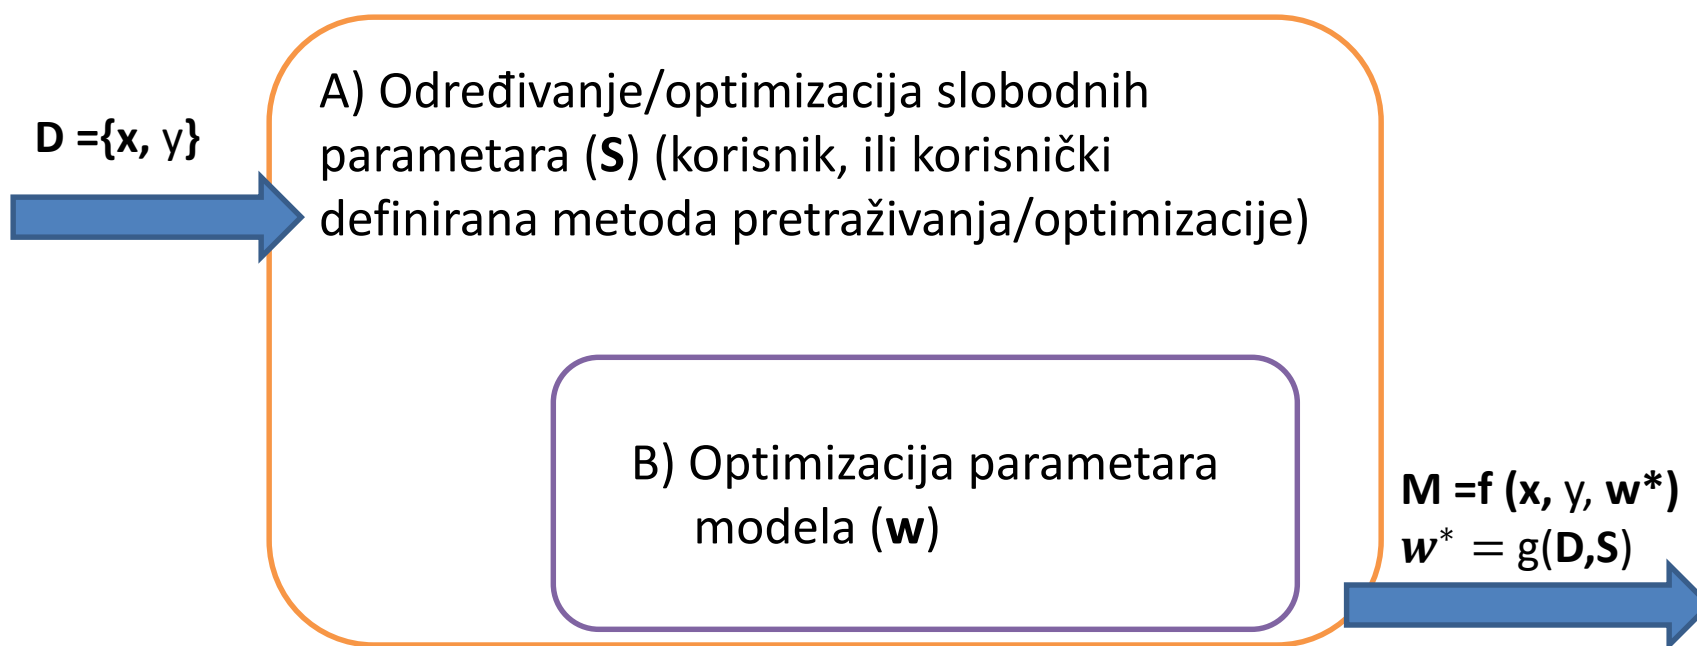 D ={x, y}
A) Određivanje/optimizacija slobodnih
parametara (S) (korisnik, ili korisnički
definirana metoda pretraživanja/optimizacije)
B) Optimizacija parametara
modela (w)
M =f (x, y, w*)
w* = g(D,S)